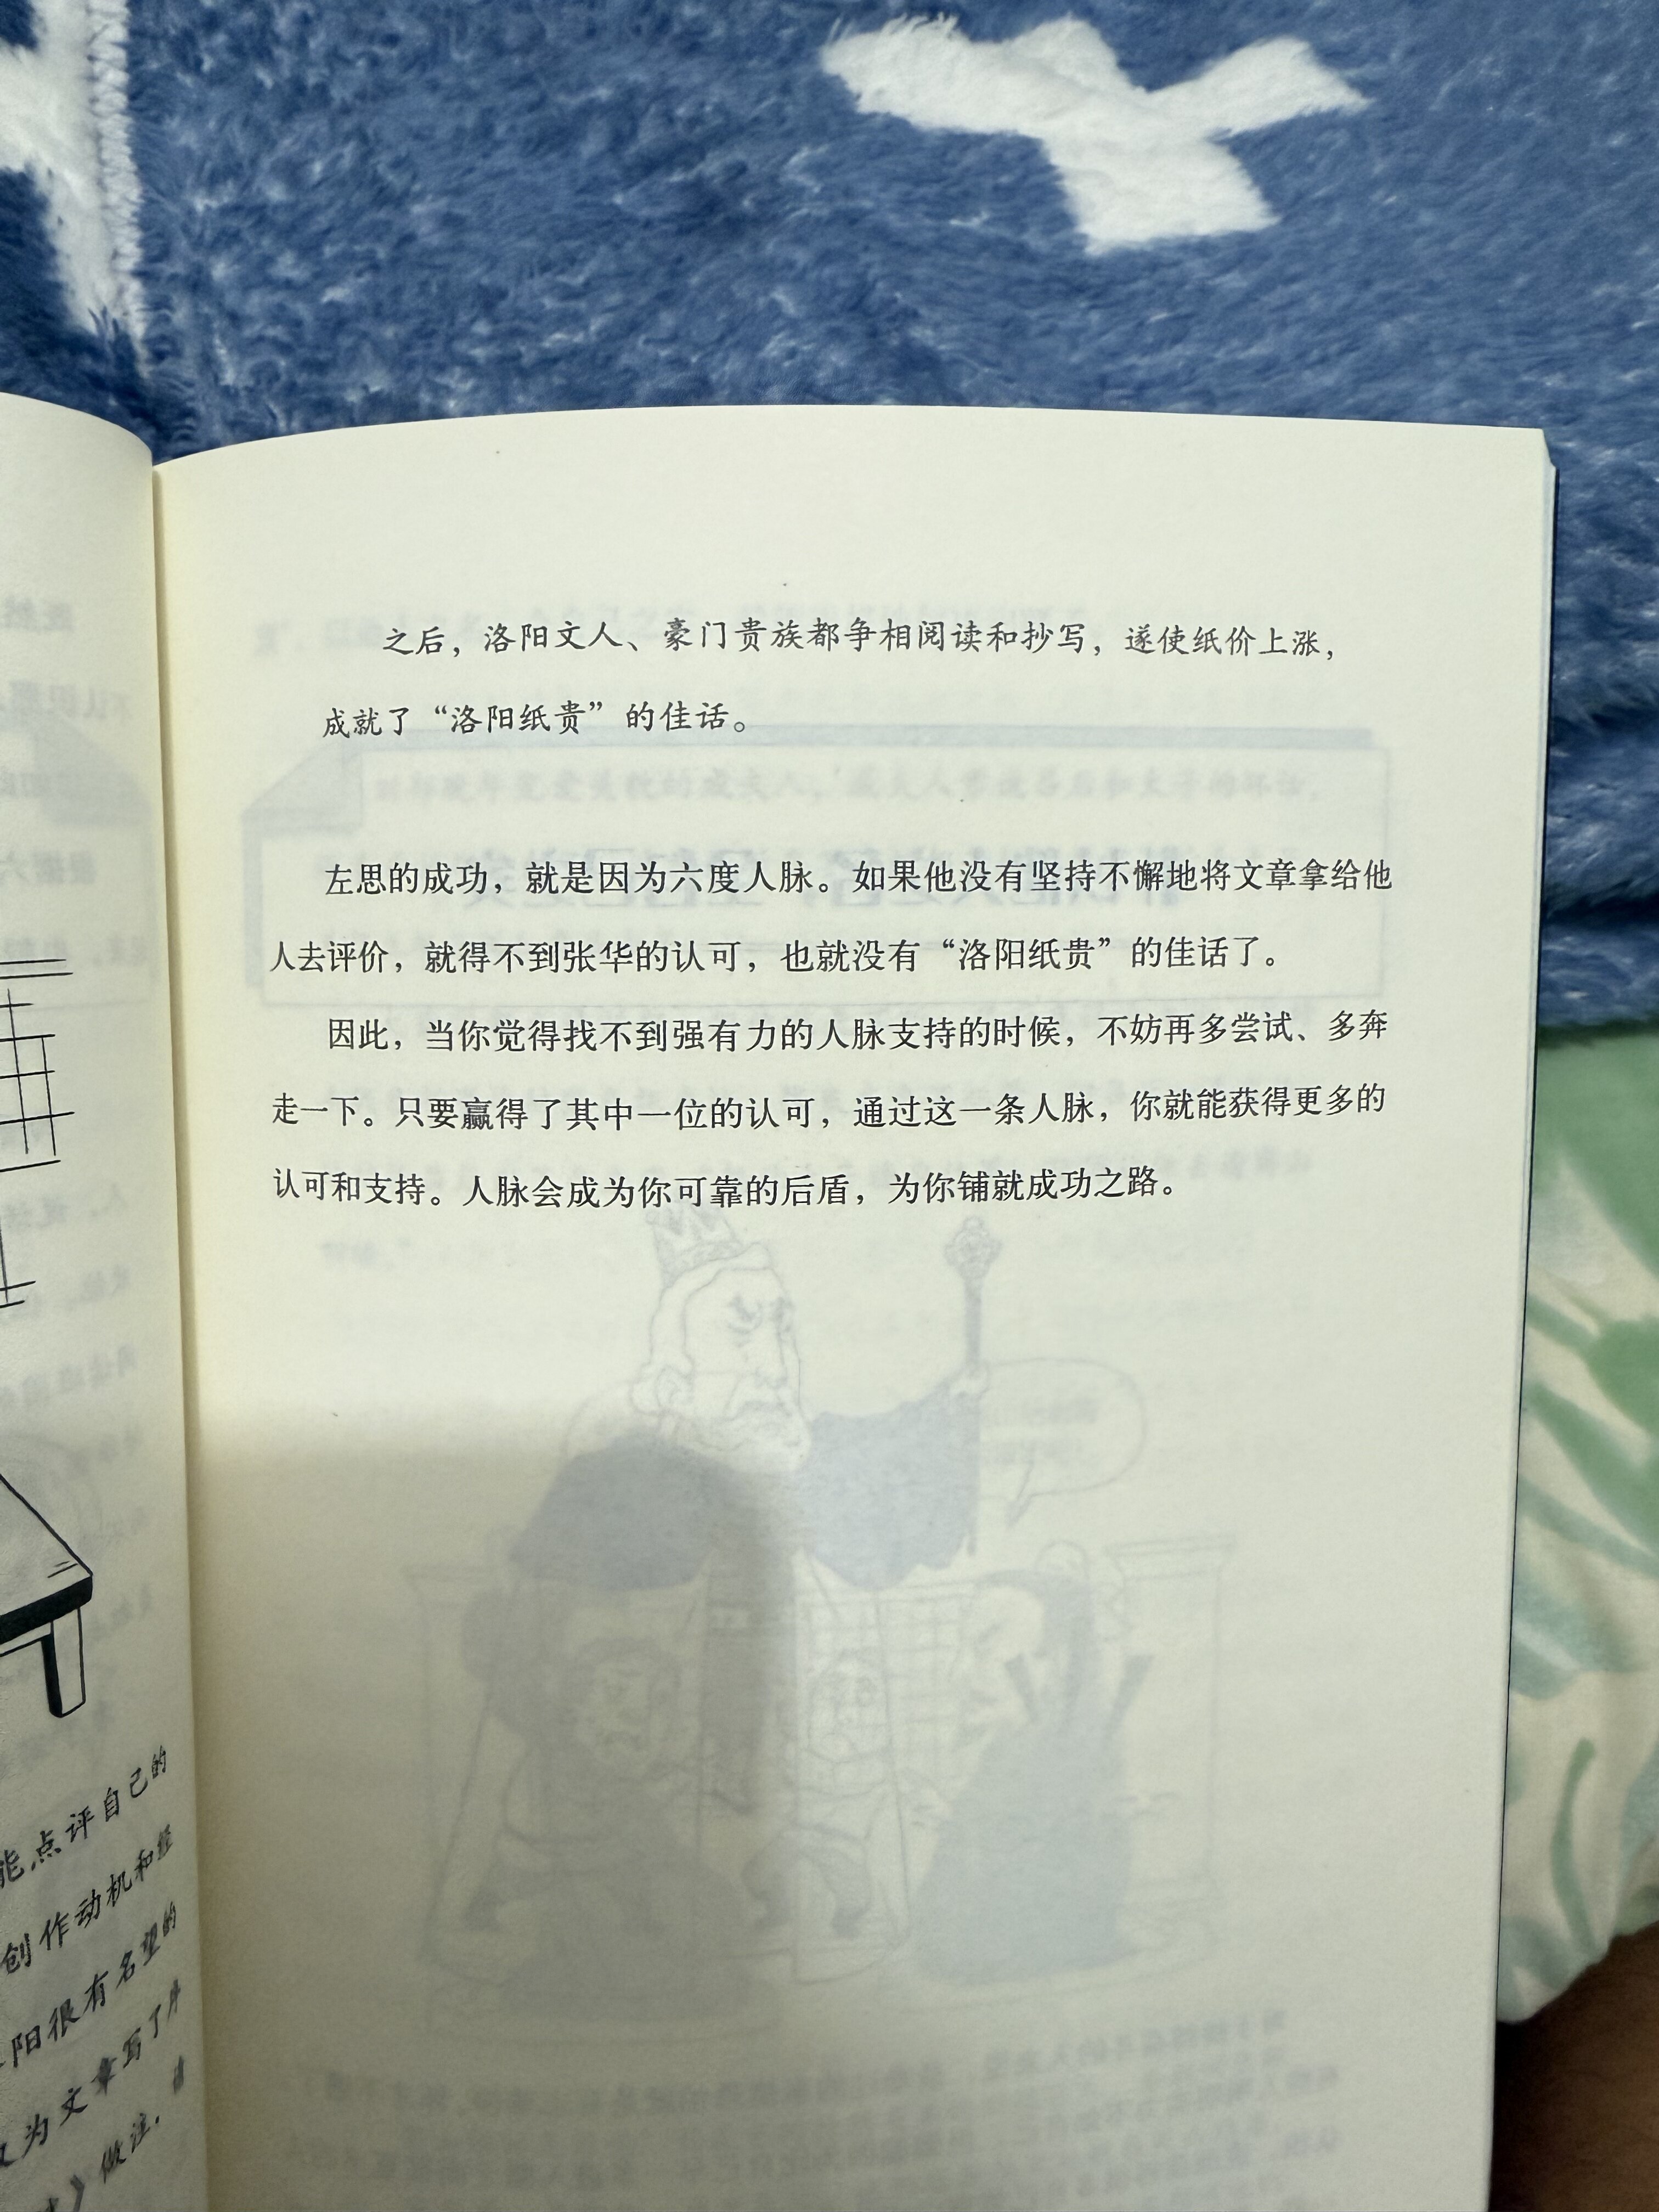 能点评自己的
创作动机和经
阳很有名望的
为文章写了序
》做注。
之后，洛阳文人、豪门贵族都争相阅读和抄写，遂使纸价上涨，
成就了“洛阳纸贵”的佳话。
左思的成功，就是因为六度人脉。如果他没有坚持不懈地将文章拿给他
人去评价，就得不到张华的认可，也就没有“洛阳纸贵”的佳话了。
因此，当你觉得找不到强有力的人脉支持的时候，不妨再多尝试、多奔
走一下。只要赢得了其中一位的认可，通过这一条人脉，你就能获得更多的
认可和支持。人脉会成为你可靠的后盾，为你铺就成功之路。